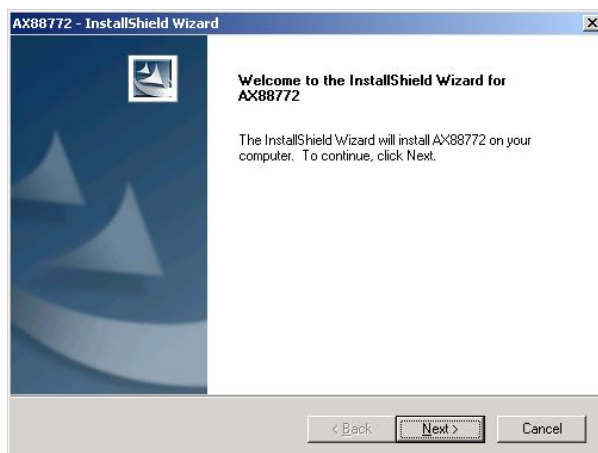 AX88772 - InstallShield Wizard
Welcome to the InstallShield Wizard for
AX88772
The InstallShield Wizard will install AX88772 on your
computer. To continue, click Next.
< Back
Next >
Cancel